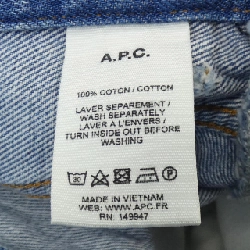 A.P.C.
100% COTON / COTTON
LAVER SEPAREMENT /
WASH SEPARATELY
LAVER A L'ENVERS /
TURN INSIDE OUT BEFORE
WASHING
MADE IN VIETNAM
WEB: WWW.APC.FR
RN: 149947